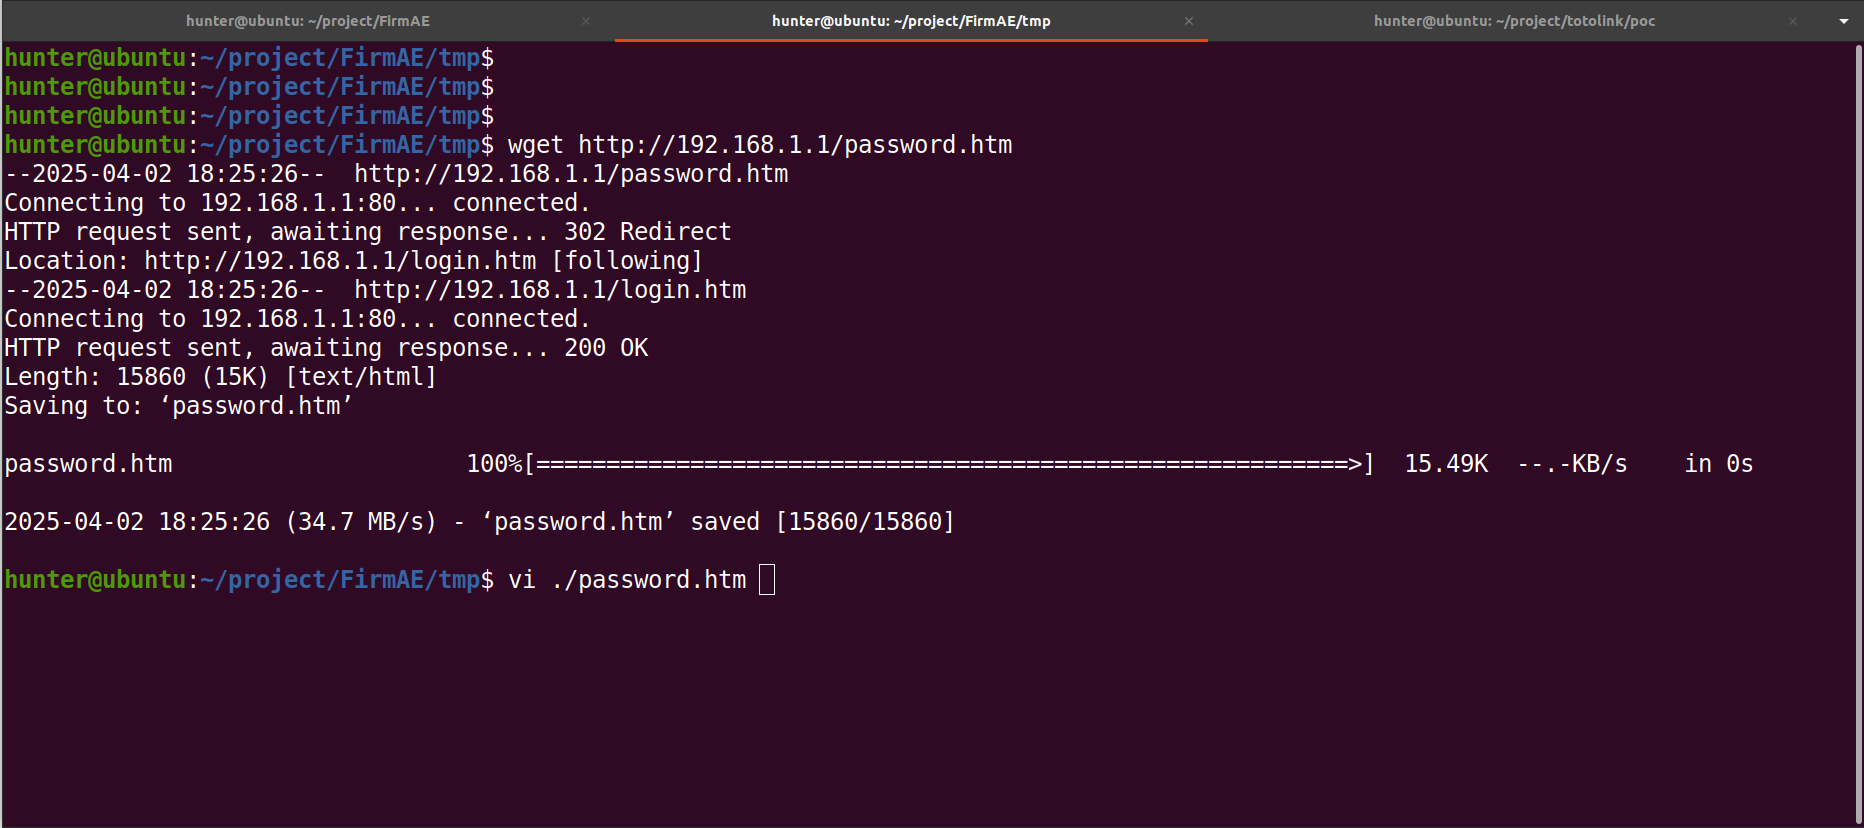 hunter@ubuntu: ~/project/FirmAE × hunter@ubuntu: ~/project/FirmAE/tmp × hunter@ubuntu: ~/project/totolink/poc ×
hunter@ubuntu:~/project/FirmAE/tmp$
hunter@ubuntu:~/project/FirmAE/tmp$
hunter@ubuntu:~/project/FirmAE/tmp$
hunter@ubuntu:~/project/FirmAE/tmp$ wget http://192.168.1.1/password.htm
--2025-04-02 18:25:26--  http://192.168.1.1/password.htm
Connecting to 192.168.1.1:80... connected.
HTTP request sent, awaiting response... 302 Redirect
Location: http://192.168.1.1/login.htm [following]
--2025-04-02 18:25:26--  http://192.168.1.1/login.htm
Connecting to 192.168.1.1:80... connected.
HTTP request sent, awaiting response... 200 OK
Length: 15860 (15K) [text/html]
Saving to: ‘password.htm’
password.htm 100%[==========================================================>] 15.49K --.-KB/s in 0s
2025-04-02 18:25:26 (34.7 MB/s) - ‘password.htm’ saved [15860/15860]
hunter@ubuntu:~/project/FirmAE/tmp$ vi ./password.htm